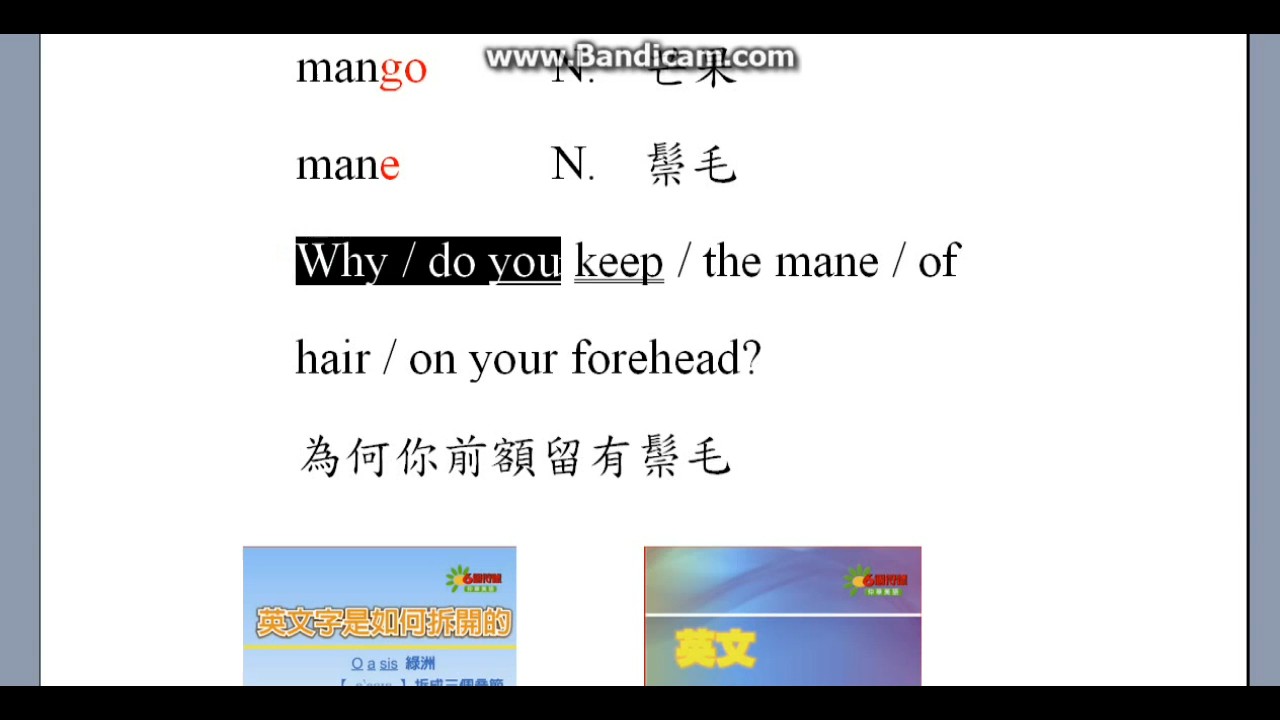 www.Bandicam.com
mango N. 芒果
mane N. 鬃毛
Why / do you keep / the mane / of
hair / on your forehead?
為何你前額留有鬃毛
英文字是如何拆開的
O a sis 綠洲
英文